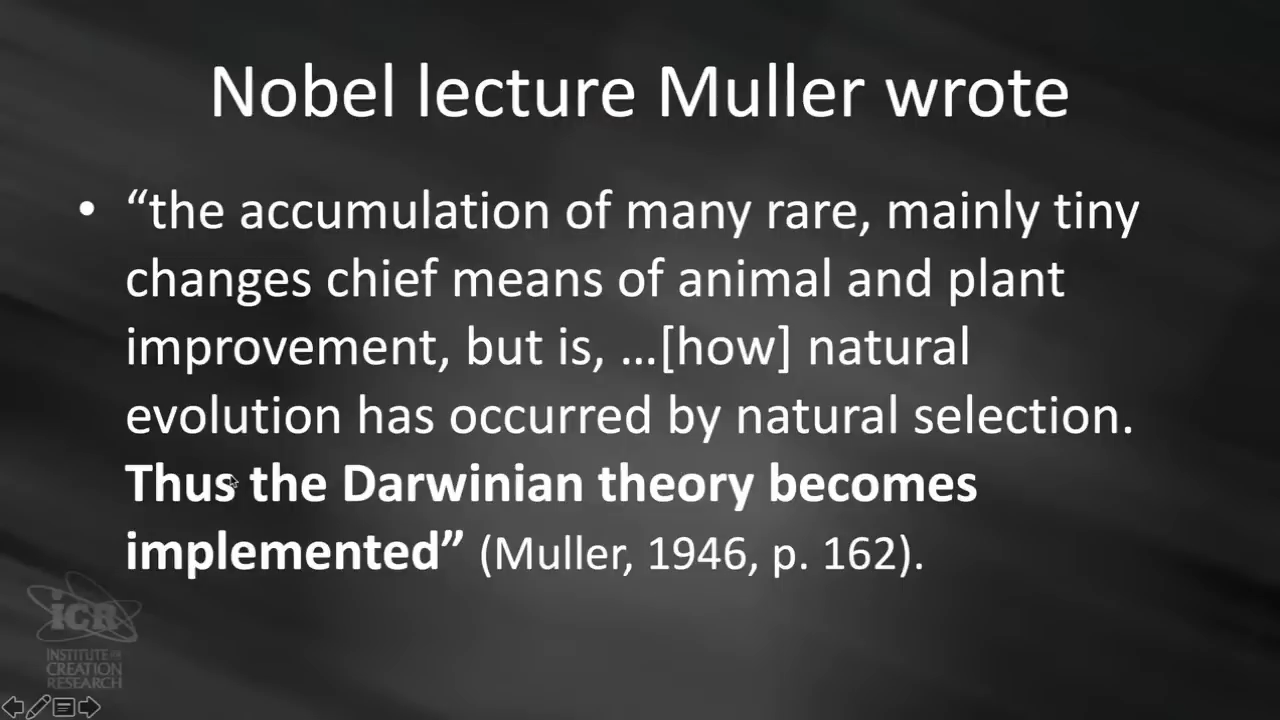 Nobel lecture Muller wrote
• “the accumulation of many rare, mainly tiny
changes chief means of animal and plant
improvement, but is, …[how] natural
evolution has occurred by natural selection.
Thus the Darwinian theory becomes
implemented” (Muller, 1946, p. 162).
iCR
INSTITUTE FOR
CREATION
RESEARCH